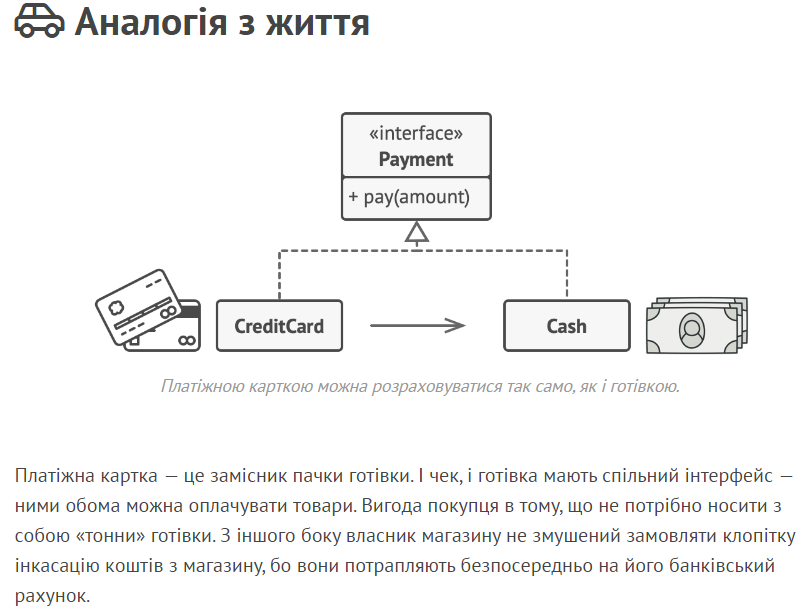 Аналогія з життя
«interface»
Payment
+ pay(amount)
CreditCard
Cash
Платіжною карткою можна розраховуватися так само, як і готівкою.
Платіжна картка — це замісник пачки готівки. І чек, і готівка мають спільний інтерфейс —
ними обома можна оплачувати товари. Вигода покупця в тому, що не потрібно носити з
собою «тонни» готівки. З іншого боку власник магазину не змушений замовляти клопітку
інкасацію коштів з магазину, бо вони потрапляють безпосередньо на його банківський
рахунок.